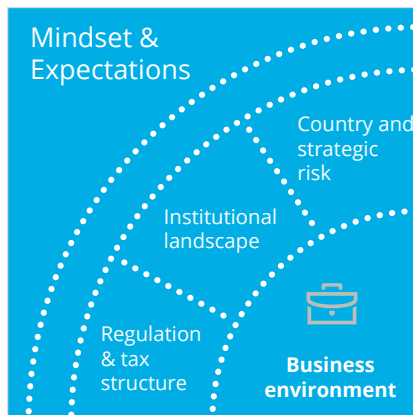 Mindset &
Expectations
Country and
strategic
risk
Institutional
landscape
Regulation
& tax
structure
Business
environment